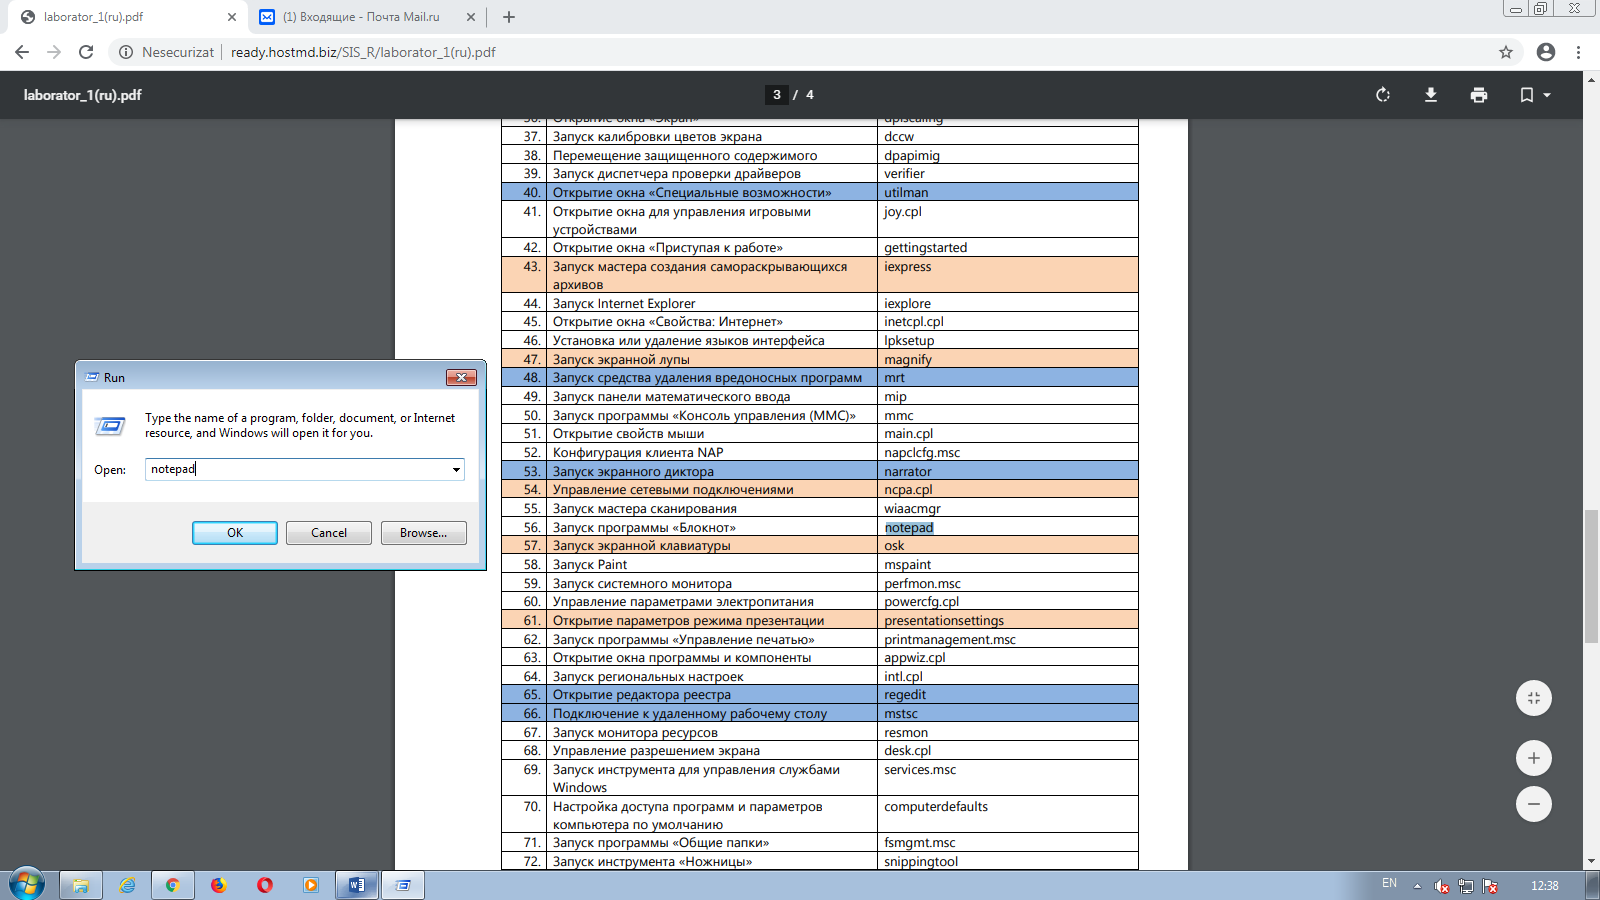 laborator_1(ru).pdf
(1) Входящие - Почта Mail.ru
Nesecurizat
ready.hostmd.biz/SIS_R/laborator_1(ru).pdf
laborator_1(ru).pdf
3 / 4
36. Открытие окна «Экран» dpiscaling
37. Запуск калибровки цветов экрана dccw
38. Перемещение защищенного содержимого dpapimig
39. Запуск диспетчера проверки драйверов verifier
40. Открытие окна «Специальные возможности» utilman
41. Открытие окна для управления игровыми joy.cpl
устройствами
42. Открытие окна «Приступая к работе» gettingstarted
43. Запуск мастера создания самораскрывающихся iexpress
архивов
44. Запуск Internet Explorer iexplore
45. Открытие окна «Свойства: Интернет» inetcpl.cpl
46. Установка или удаление языков интерфейса lpksetup
47. Запуск экранной лупы magnify
48. Запуск средства удаления вредоносных программ mrt
49. Запуск панели математического ввода mip
50. Запуск программы «Консоль управления (MMC)» mmc
51. Открытие свойств мыши main.cpl
52. Конфигурация клиента NAP napclcfg.msc
53. Запуск экранного диктора narrator
54. Управление сетевыми подключениями ncpa.cpl
55. Запуск мастера сканирования wiaacmgr
56. Запуск программы «Блокнот» notepad
57. Запуск экранной клавиатуры osk
58. Запуск Paint mspaint
59. Запуск системного монитора perfmon.msc
60. Управление параметрами электропитания powercfg.cpl
61. Открытие параметров режима презентации presentationsettings
62. Запуск программы «Управление печатью» printmanagement.msc
63. Открытие окна программы и компоненты appwiz.cpl
64. Запуск региональных настроек intl.cpl
65. Открытие редактора реестра regedit
66. Подключение к удаленному рабочему столу mstsc
67. Запуск монитора ресурсов resmon
68. Управление разрешением экрана desk.cpl
69. Запуск инструмента для управления службами services.msc
Windows
70. Настройка доступа программ и параметров computerdefaults
компьютера по умолчанию
71. Запуск программы «Общие папки» fsmgmt.msc
72. Запуск инструмента «Ножницы» snippingtool
Run
Type the name of a program, folder, document, or Internet
resource, and Windows will open it for you.
Open: notepad
OK
Cancel
Browse...
EN
12:38